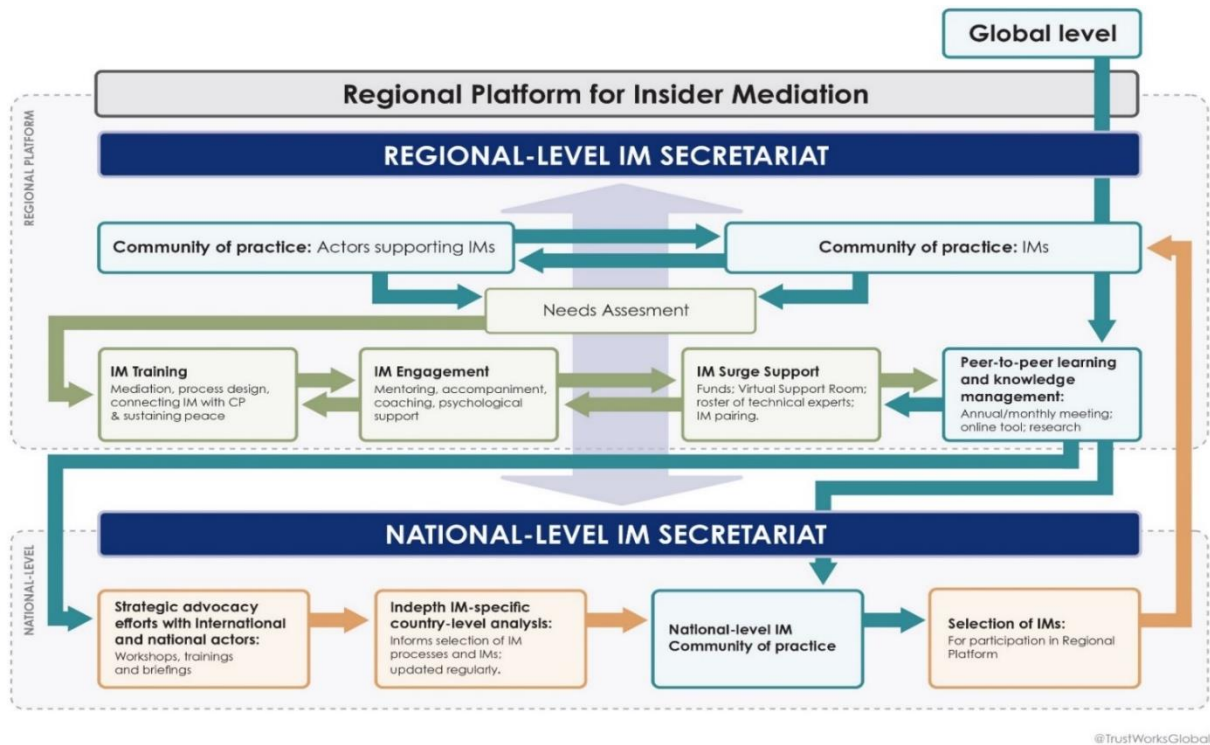 Global level
Regional Platform for Insider Mediation
REGIONAL PLATFORM
REGIONAL-LEVEL IM SECRETARIAT
Community of practice: Actors supporting IMs
Community of practice: IMs
Needs Assesment
IM Training
Mediation, process design,
connecting IM with CP
& sustaining peace
IM Engagement
Mentoring, accompaniment,
coaching, psychological
support
IM Surge Support
Funds; Virtual Support Room;
roster of technical experts;
IM pairing.
Peer-to-peer learning
and knowledge
management:
Annual/monthly meeting;
online tool; research
NATIONAL-LEVEL
NATIONAL-LEVEL IM SECRETARIAT
Strategic advocacy
efforts with International
and national actors:
Workshops, trainings
and briefings
Indepth IM-specific
country-level analysis:
Informs selection of IM
processes and IMs;
updated regularly.
National-level IM
Community of practice
Selection of IMs:
For participation in Regional
Platform
@TrustWorksGlobal